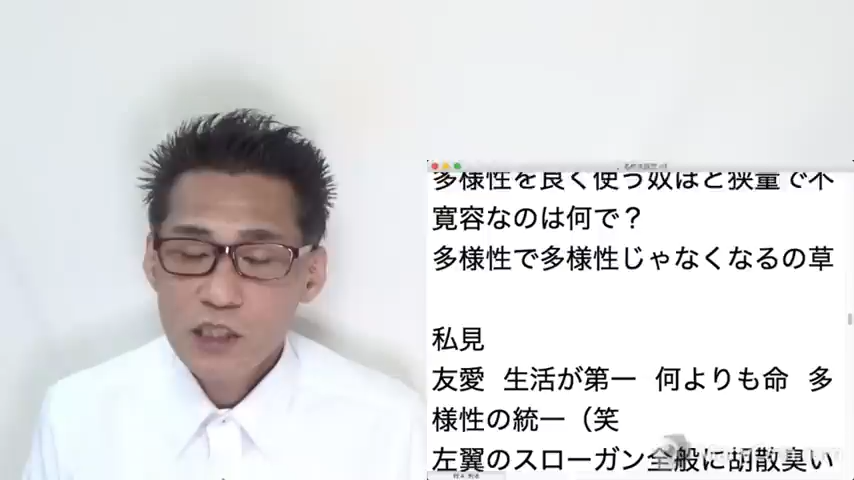 多様性を良く使う奴ほど狭量で不
寛容なのは何で？
多様性で多様性じゃなくなるの草
私見
友愛 生活が第一 何よりも命 多
様性の統一（笑
左翼のスローガン全般に胡散臭い